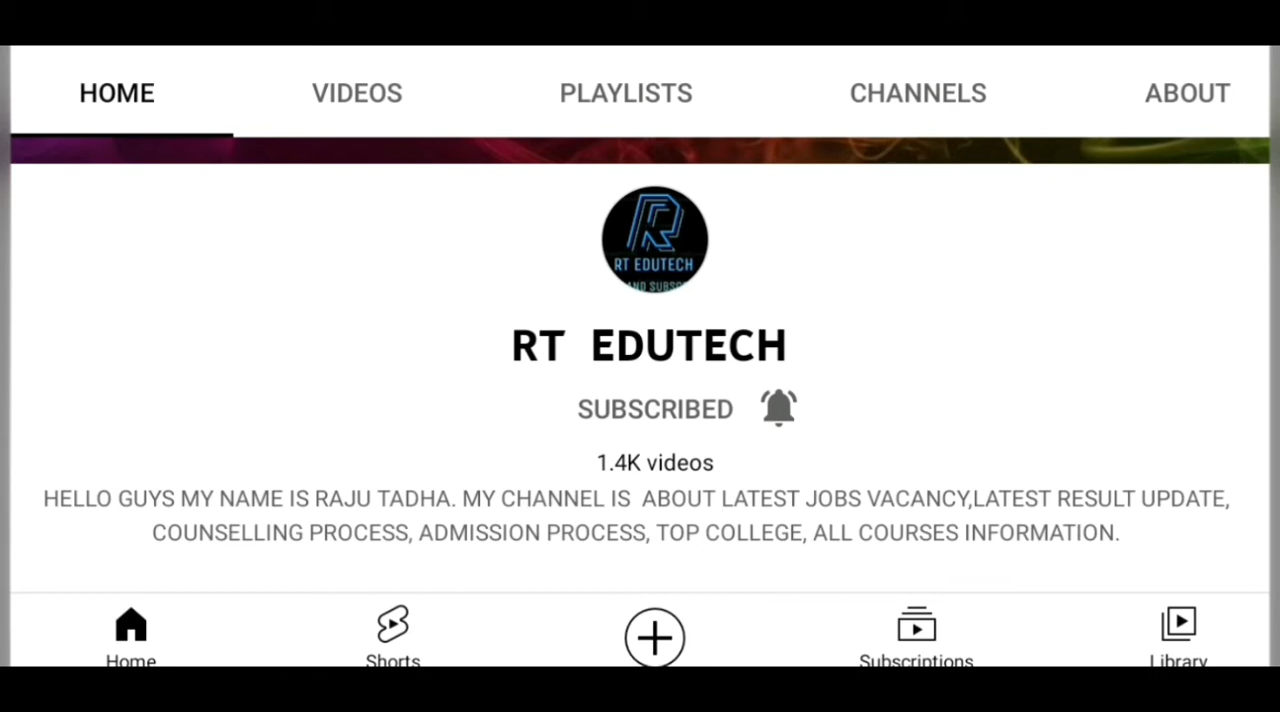 HOME VIDEOS PLAYLISTS CHANNELS ABOUT
RT EDUTECH
AND SUBSC
RT EDUTECH
SUBSCRIBED
1.4K videos
HELLO GUYS MY NAME IS RAJU TADHA. MY CHANNEL IS ABOUT LATEST JOBS VACANCY,LATEST RESULT UPDATE,
COUNSELLING PROCESS, ADMISSION PROCESS, TOP COLLEGE, ALL COURSES INFORMATION.
Home Shorts Subscriptions Library